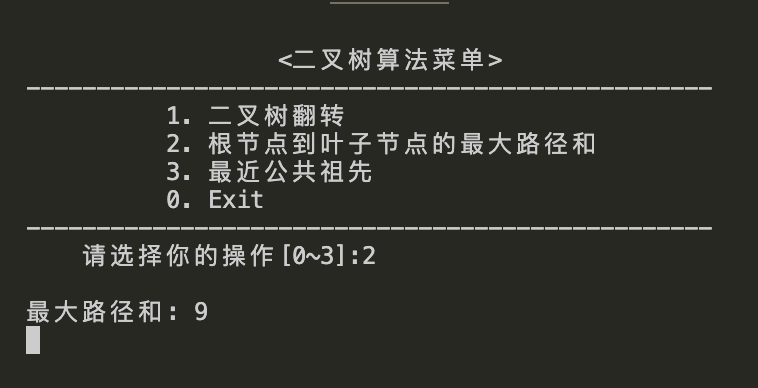 <二叉树算法菜单>
1. 二叉树翻转
2. 根节点到叶子节点的最大路径和
3. 最近公共祖先
0. Exit
请选择你的操作[0~3]:2
最大路径和: 9